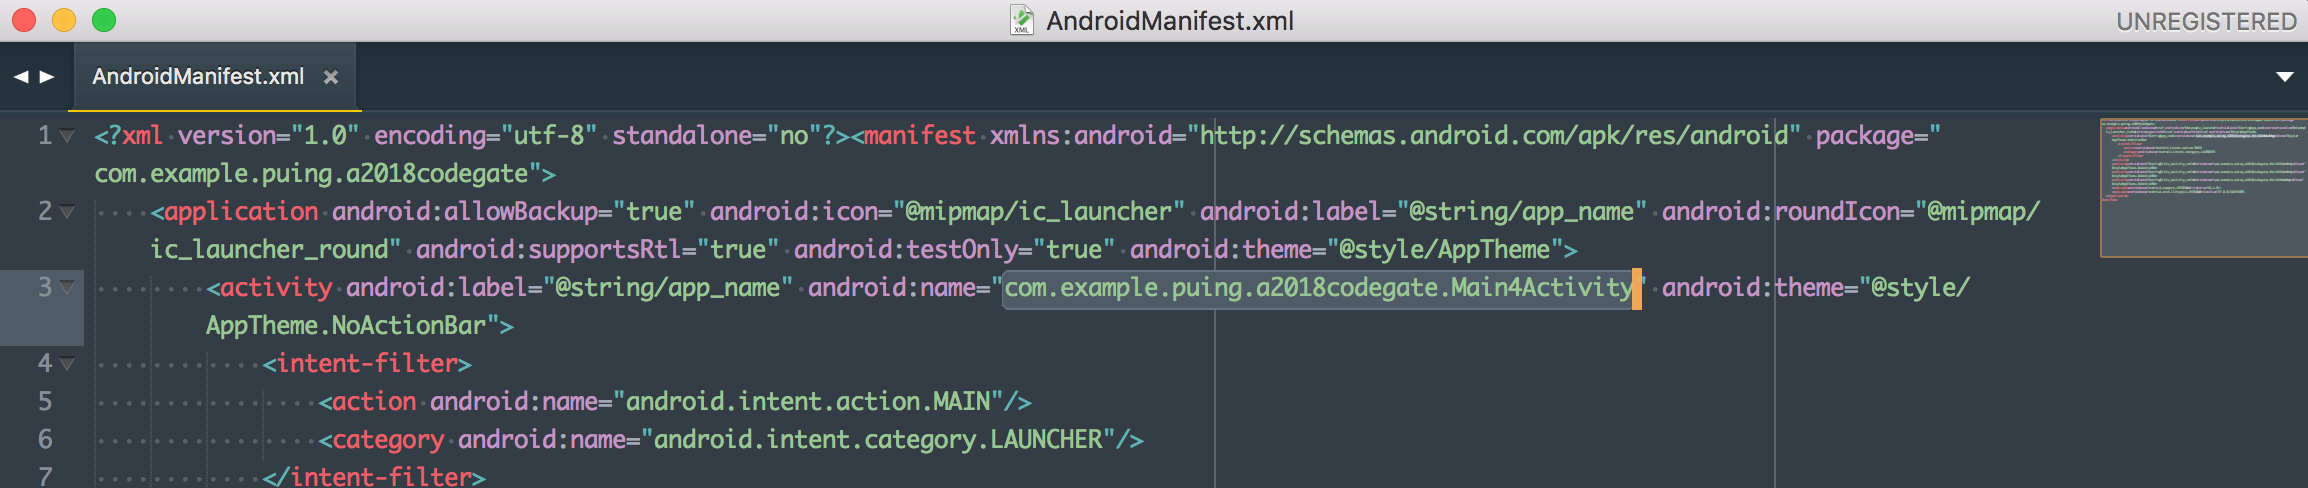 AndroidManifest.xml
UNREGISTERED
AndroidManifest.xml ×
1 <?xml version="1.0" encoding="utf-8" standalone="no"?><manifest xmlns:android="http://schemas.android.com/apk/res/android" package="
com.example.puing.a2018codegate">
2 <application android:allowBackup="true" android:icon="@mipmap/ic_launcher" android:label="@string/app_name" android:roundIcon="@mipmap/
ic_launcher_round" android:supportsRtl="true" android:testOnly="true" android:theme="@style/AppTheme">
3 <activity android:label="@string/app_name" android:name="com.example.puing.a2018codegate.Main4Activity" android:theme="@style/
AppTheme.NoActionBar">
4 <intent-filter>
5 <action android:name="android.intent.action.MAIN"/>
6 <category android:name="android.intent.category.LAUNCHER"/>
7 </intent-filter>